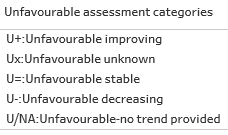 Unfavourable assessment categories
U+:Unfavourable improving
Ux:Unfavourable unknown
U=:Unfavourable stable
U-:Unfavourable decreasing
U/NA:Unfavourable-no trend provided